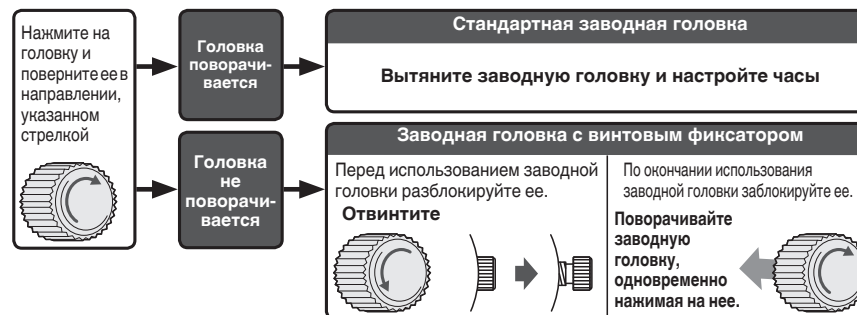 Нажмите на
головку и
поверните ее в
направлении,
указанном
стрелкой
Головка
поворачи-
вается
Стандартная заводная головка
Вытяните заводную головку и настройте часы
Головка
не
поворачи-
вается
Заводная головка с винтовым фиксатором
Перед использованием заводной
головки разблокируйте ее.
Отвинтите
По окончании использования
заводной головки заблокируйте ее.
Поворачивайте
заводную
головку,
одновременно
нажимая на нее.